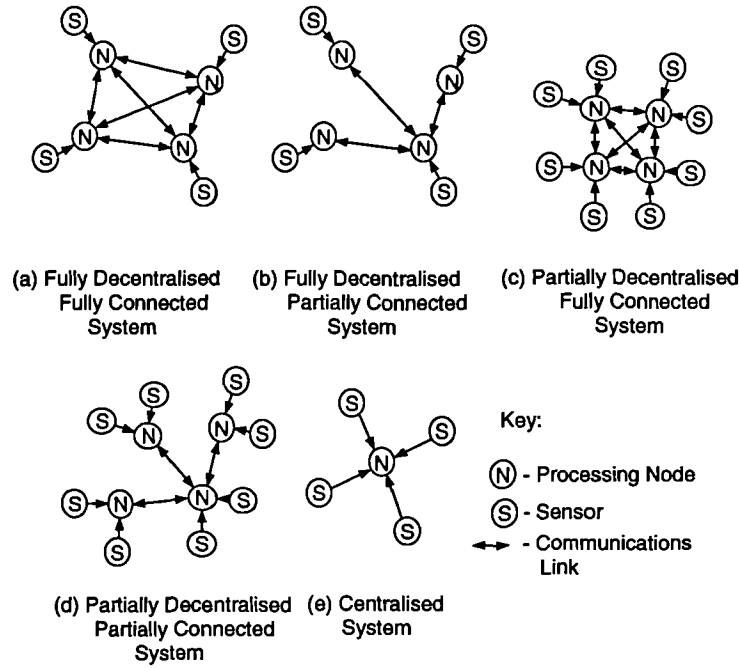 S
S
N
N
N
N
S
S
S
S
N
N
N
N
S
S
S
S
S
S
N
N
S
S
N
N
S
S
S
(a) Fully Decentralised
Fully Connected
System
(b) Fully Decentralised
Partially Connected
System
(c) Partially Decentralised
Fully Connected
System
S
S
S
N
N
S
S
N
N
S
S
S
S
S
N
S
S
Key:
N - Processing Node
S - Sensor
- Communications
Link
(d) Partially Decentralised
Partially Connected
System
(e) Centralised
System